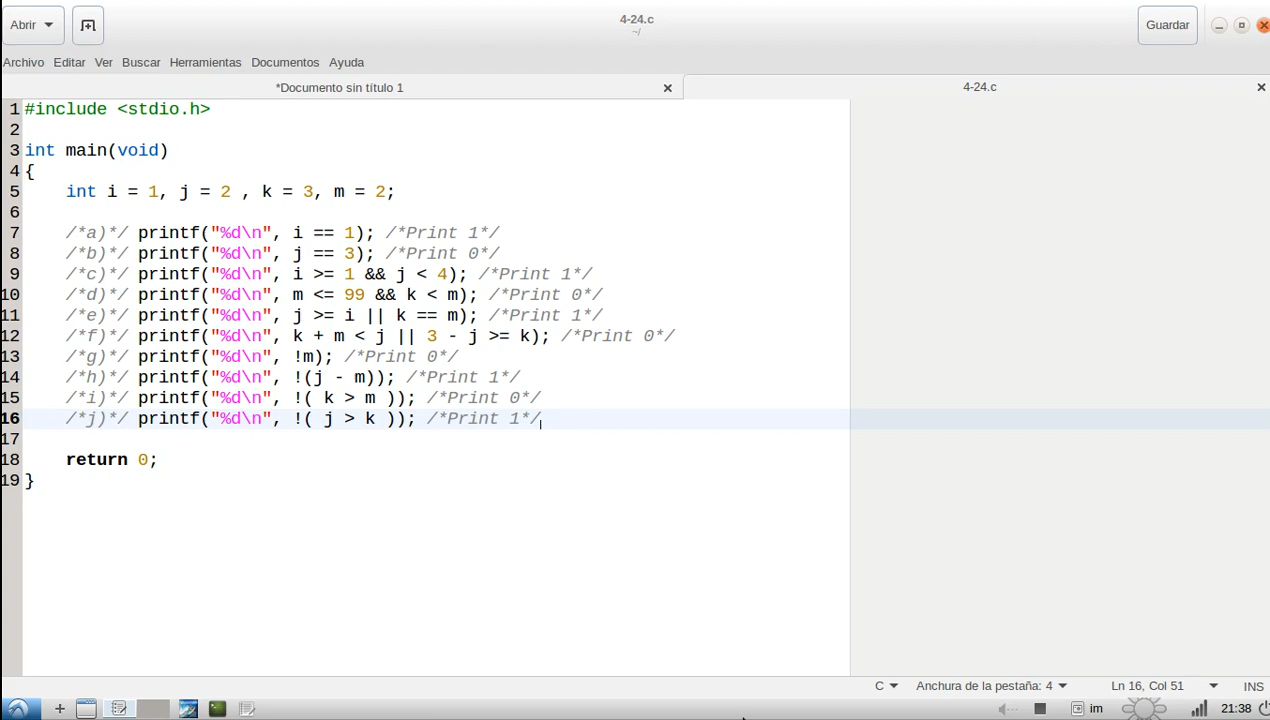 Abrir
4-24.c
~/
Guardar
Archivo Editar Ver Buscar Herramientas Documentos Ayuda
*Documento sin título 1
4-24.c
1 #include <stdio.h>
2
3 int main(void)
4 {
5 int i = 1, j = 2 , k = 3, m = 2;
6
7 /*a)*/ printf("%d\n", i == 1); /*Print 1*/
8 /*b)*/ printf("%d\n", j == 3); /*Print 0*/
9 /*c)*/ printf("%d\n", i >= 1 && j < 4); /*Print 1*/
10 /*d)*/ printf("%d\n", m <= 99 && k < m); /*Print 0*/
11 /*e)*/ printf("%d\n", j >= i || k == m); /*Print 1*/
12 /*f)*/ printf("%d\n", k + m < j || 3 - j >= k); /*Print 0*/
13 /*g)*/ printf("%d\n", !m); /*Print 0*/
14 /*h)*/ printf("%d\n", !(j - m)); /*Print 1*/
15 /*i)*/ printf("%d\n", !( k > m )); /*Print 0*/
16 /*j)*/ printf("%d\n", !( j > k )); /*Print 1*/
17
18 return 0;
19 }
C Anchura de la pestaña: 4 Ln 16, Col 51 INS
im 21:38